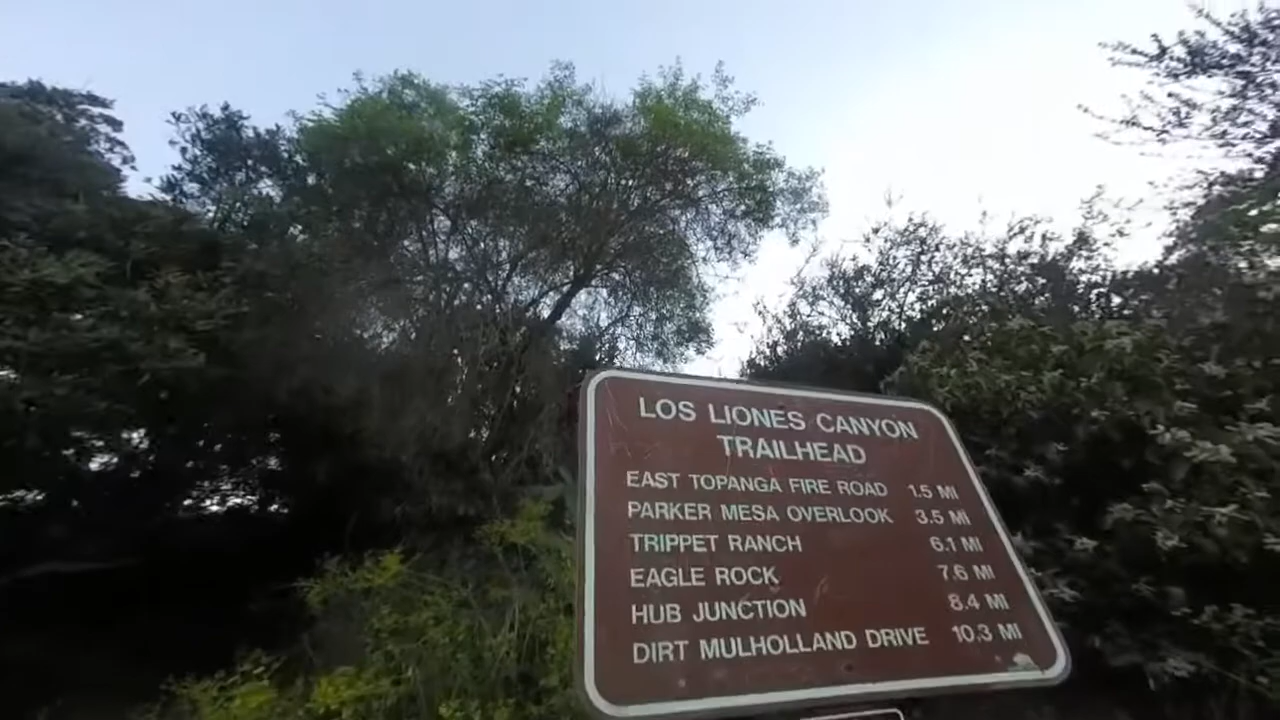 LOS LIONES CANYON
TRAILHEAD
EAST TOPANGA FIRE ROAD 1.5 MI
PARKER MESA OVERLOOK 3.5 MI
TRIPPET RANCH 6.1 MI
EAGLE ROCK 7.6 MI
HUB JUNCTION 8.4 MI
DIRT MULHOLLAND DRIVE 10.3 MI